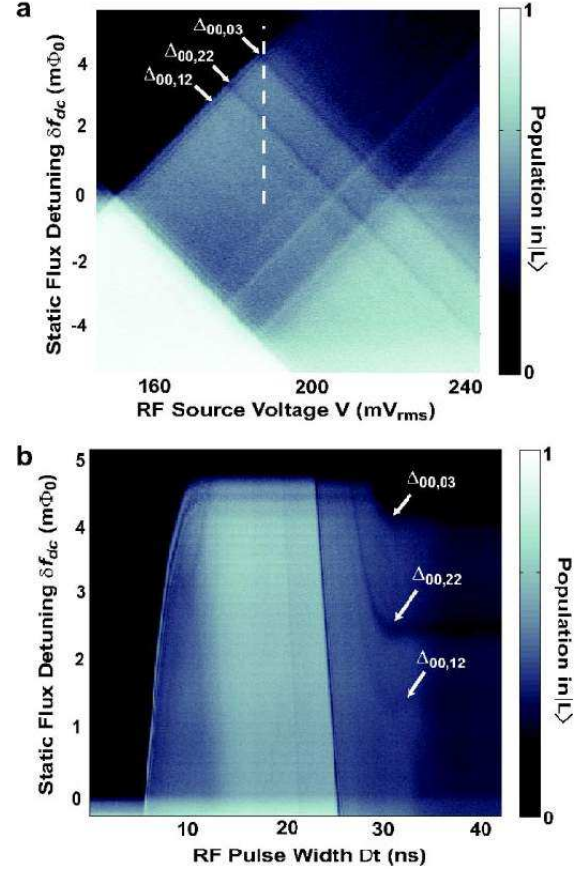 a
Δ00,03
Δ00,22
Δ00,12
4
2
0
-2
-4
Static Flux Detuning δfdc (mΦ0)
160
200
240
RF Source Voltage V (mVrms)
1
0
Population in|L⟩
b
5
4
3
2
1
0
Static Flux Detuning δfdc (mΦ0)
Δ00,03
Δ00,22
Δ00,12
10
20
30
40
RF Pulse Width Dt (ns)
1
0
Population in|L⟩